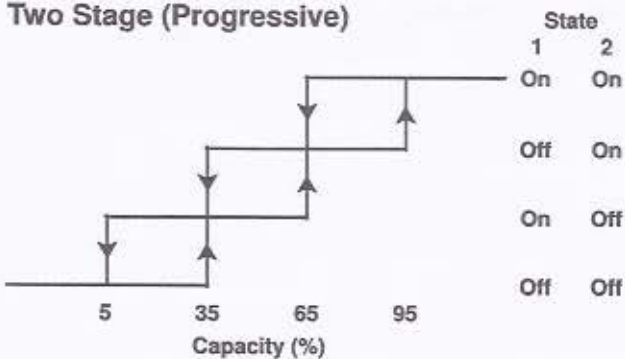 Two Stage (Progressive)
State
1 2
On On
Off On
On Off
Off Off
5 35 65 95
Capacity (%)